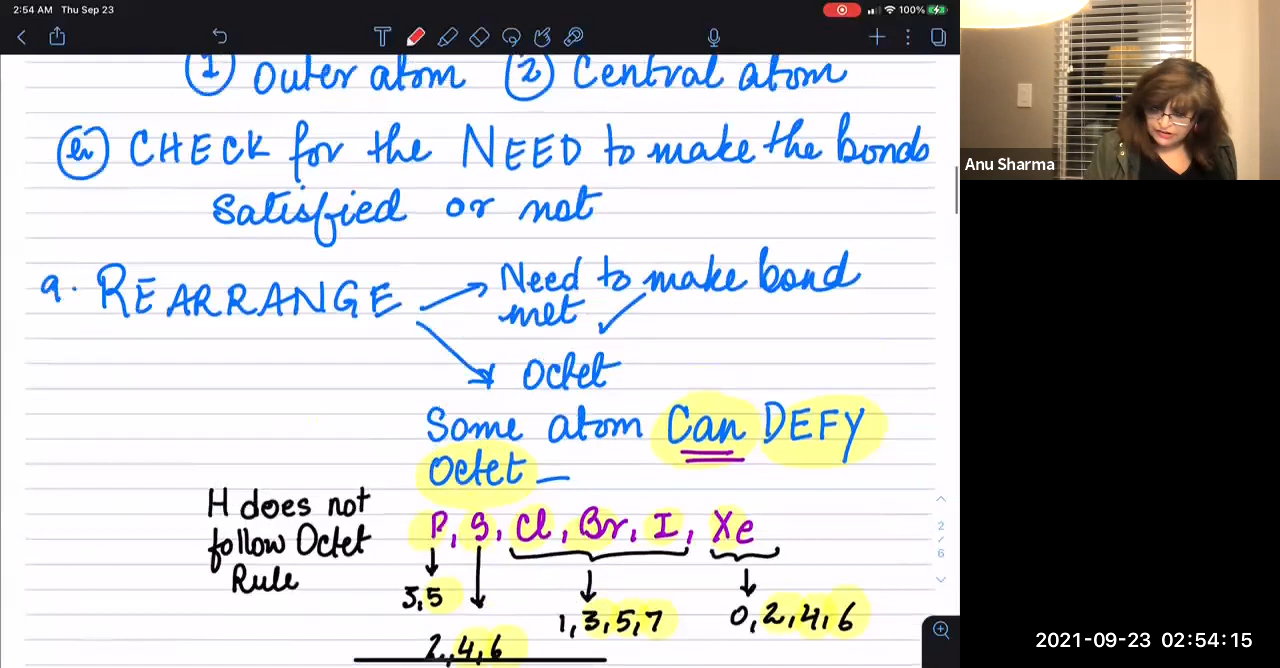 2:54 AM Thu Sep 23
100%
① Outer atom ② Central atom
CHECK for the NEED to make the bonds
satisfied or not
9. REARRANGE
Need to make bond
met
Octet
Some atom Can DEFY
Octet –
H does not
follow Octet
Rule
P, S, Cl, Br, I, Xe
3,5
2,4,6
1,3,5,7
0,2,4,6
2
6
Anu Sharma
2021-09-23 02:54:15